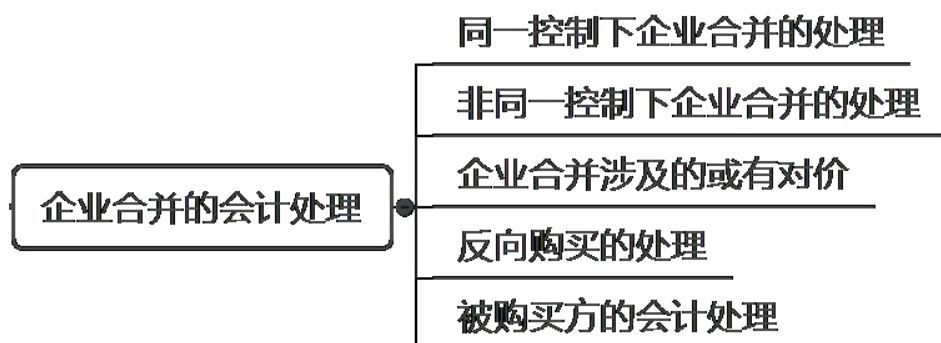 同一控制下企业合并的处理
非同一控制下企业合并的处理
企业合并涉及的或有对价
企业合并的会计处理
反向购买的处理
被购买方的会计处理